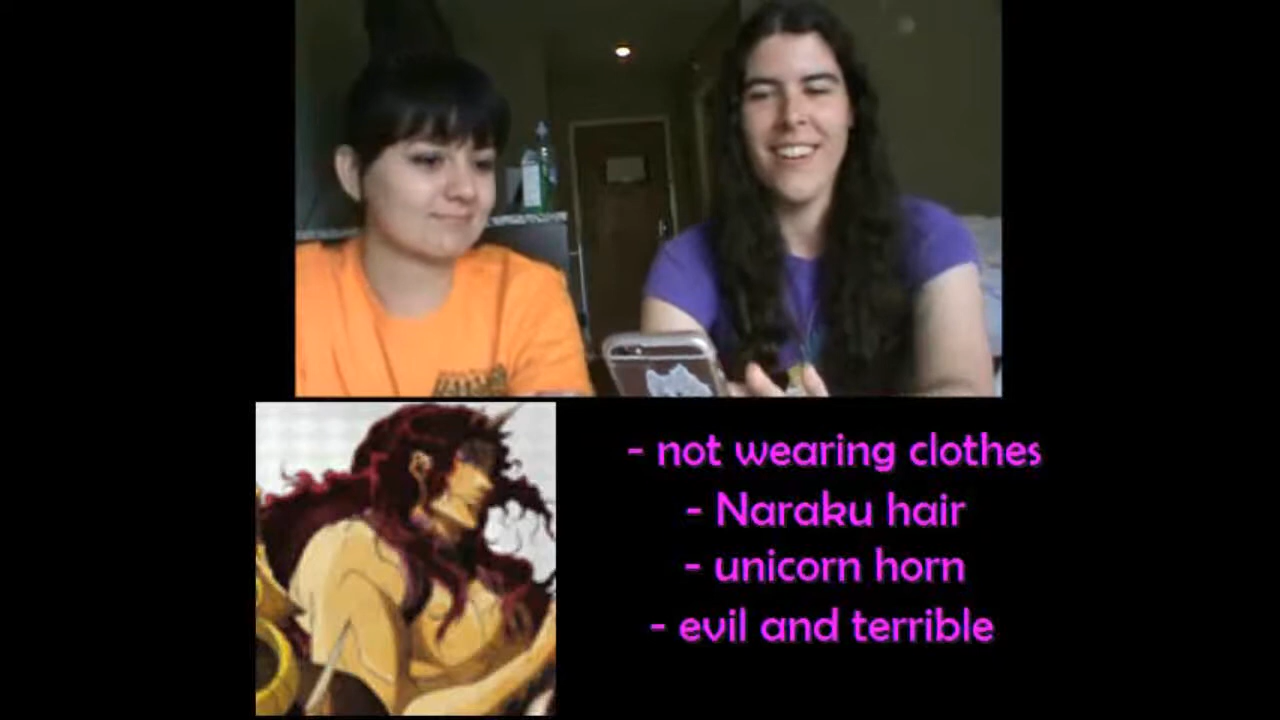 - not wearing clothes
- Naraku hair
- unicorn horn
- evil and terrible